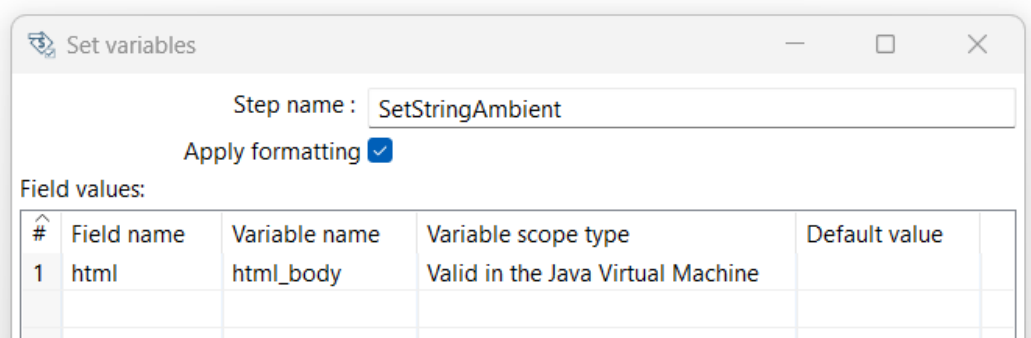 Set variables
Step name : SetStringAmbient
Apply formatting
Field values:
# Field name Variable name Variable scope type Default value
1 html html_body Valid in the Java Virtual Machine